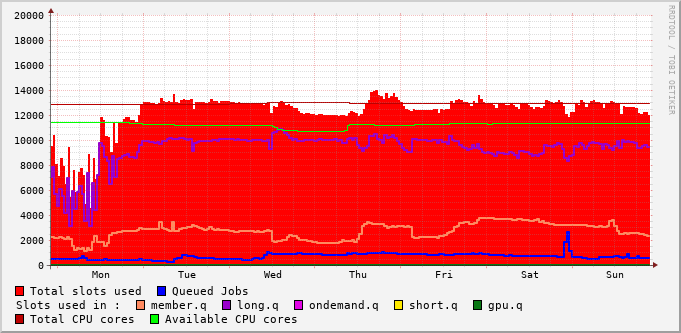 20000
18000
16000
14000
12000
10000
8000
6000
4000
2000
0
Mon Tue Wed Thu Fri Sat Sun
RRDTOOL / TOBI OETIKER
Total slots used Queued Jobs
Slots used in : member.q long.q ondemand.q short.q gpu.q
Total CPU cores Available CPU cores